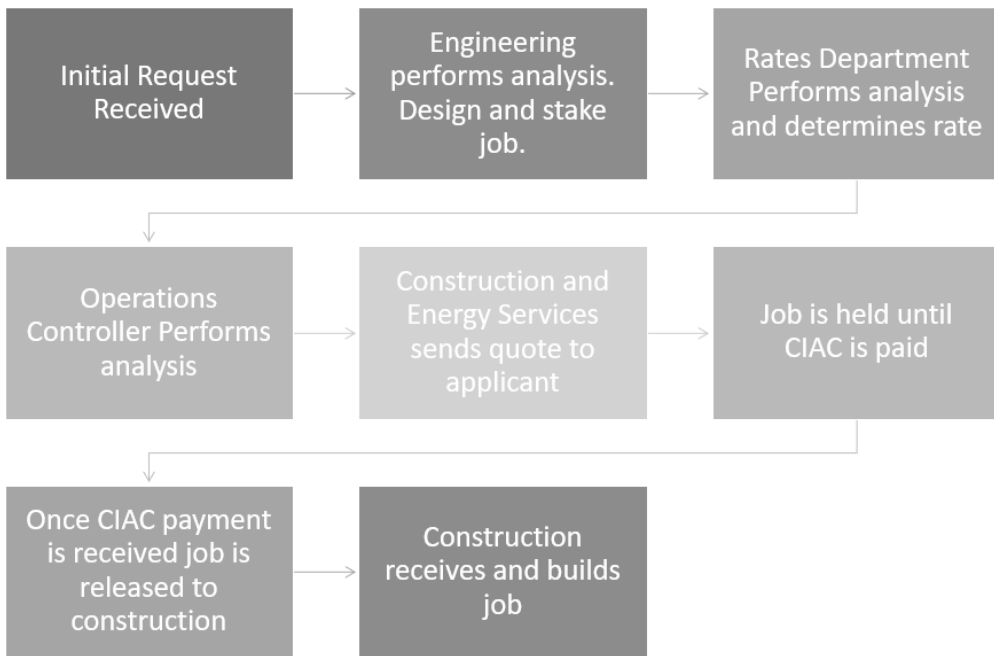 Initial Request
Received
Engineering
performs analysis.
Design and stake
job.
Rates Department
Performs analysis
and determines rate
Operations
Controller Performs
analysis
Construction and
Energy Services
sends quote to
applicant
Job is held until
CIAC is paid
Once CIAC payment
is received job is
released to
construction
Construction
receives and builds
job